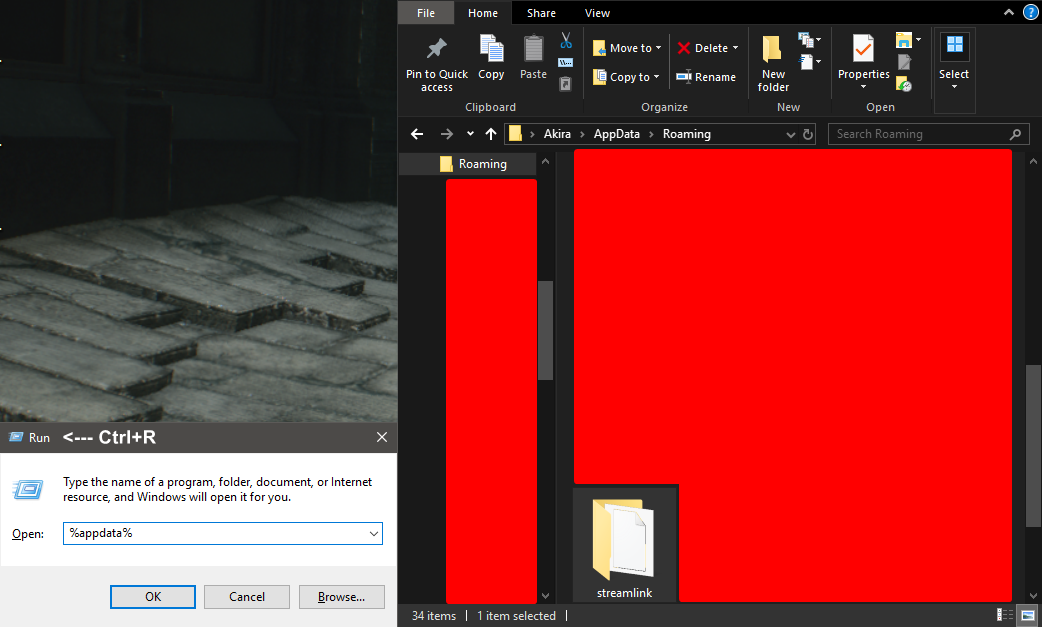 File Home Share View
Pin to Quick access
Copy
Paste
Move to
Copy to
Delete
Rename
New folder
Properties
Select
Clipboard Organize New Open
Akira > AppData > Roaming
Search Roaming
Roaming
streamlink
34 items 1 item selected
Run <--- Ctrl+R
Type the name of a program, folder, document, or Internet
resource, and Windows will open it for you.
Open: %appdata%
OK Cancel Browse...